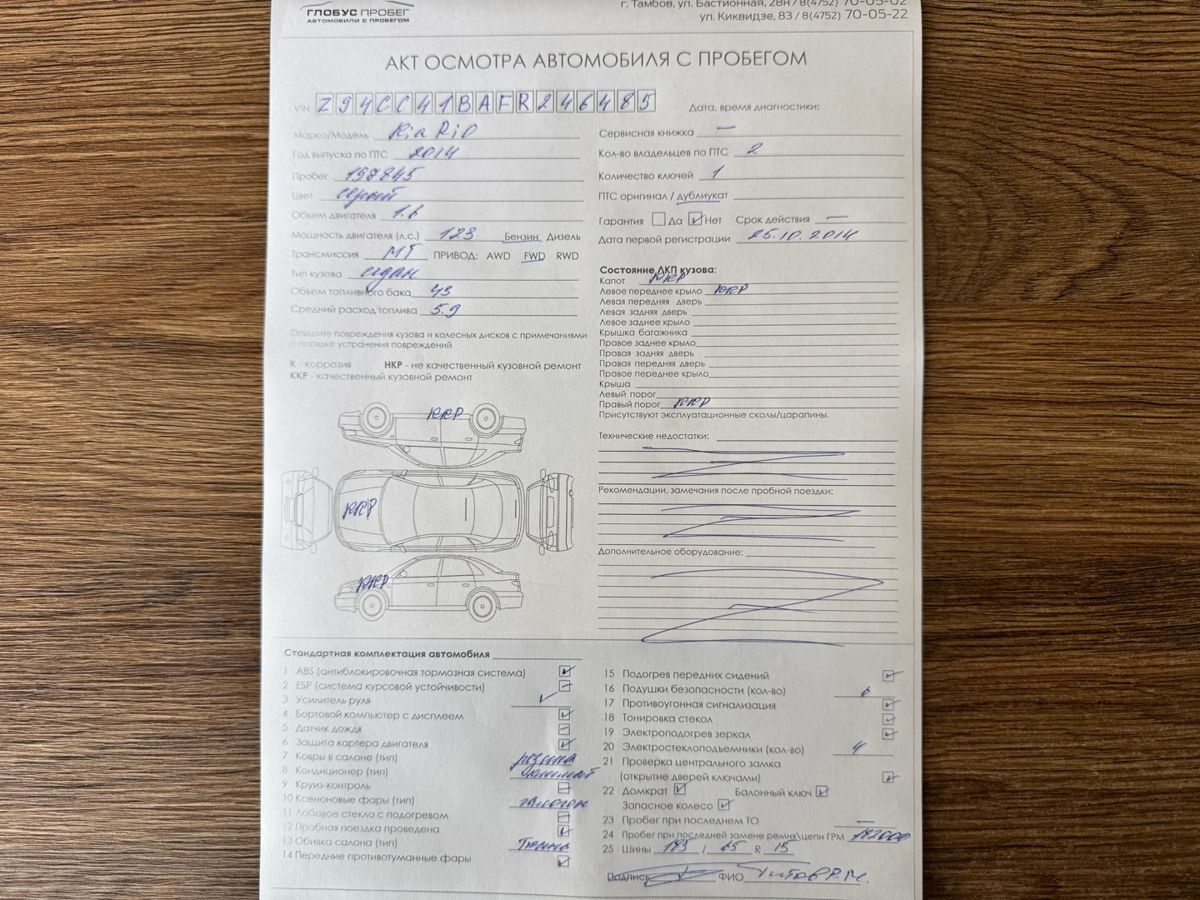 ГЛОБУС ПРОБЕГ
АВТОМОБИЛИ С ПРОБЕГОМ
г. Тамбов, ул. Бастионная, 28Н / 8(4752) 70-05-02
ул. Киквидзе, 83 / 8(4752) 70-05-22
АКТ ОСМОТРА АВТОМОБИЛЯ С ПРОБЕГОМ
VIN Z94CC41BAFR246485
Дата, время диагностики:
Марка/Модель Kia RiO
Год выпуска по ПТС 2014
Пробег 197845
Цвет серый
Объем двигателя 1.6
Мощность двигателя (л.с.) 123 Бензин Дизель
Трансмиссия МТ ПРИВОД: AWD FWD RWD
Тип кузова седан
Объем топливного бака 43
Средний расход топлива 5.9
Опишите повреждения кузова и колесных дисков с примечаниями
о порядке устранения повреждений
К - коррозия НКР - не качественный кузовной ремонт
ККР - качественный кузовной ремонт
ККР
ККР
ККР
Сервисная книжка —
Кол-во владельцев по ПТС 2
Количество ключей 1
ПТС оригинал / дубликат
Гарантия Да Нет Срок действия —
Дата первой регистрации 25.10.2014
Состояние ЛКП кузова:
Капот ККР
Левое переднее крыло ККР
Левая передняя дверь
Левая задняя дверь
Левое заднее крыло
Крышка багажника
Правое заднее крыло
Правая задняя дверь
Правая передняя дверь
Правое переднее крыло
Крыша
Левый порог
Правый порог ККР
Присутствуют эксплуатационные сколы/царапины.
Технические недостатки:
Рекомендации, замечания после пробной поездки:
Дополнительное оборудование:
Стандартная комплектация автомобиля
1 ABS (антиблокировочная тормозная система)
2 ESP (система курсовой устойчивости)
3 Усилитель руля
4 Бортовой компьютер с дисплеем
5 Датчик дождя
6 Защита картера двигателя
7 Ковры в салоне (тип) резина
8 Кондиционер (тип)
9 Круиз-контроль
10 Ксеноновые фары (тип) галоген
11 Лобовое стекло с подогревом
12 Пробная поездка проведена
13 Обивка салона (тип) Ткань
14 Передние противотуманные фары
15 Подогрев передних сидений
16 Подушки безопасности (кол-во) 6
17 Противоугонная сигнализация
18 Тонировка стекол
19 Электроподогрев зеркал
20 Электростеклоподъемники (кол-во) 4
21 Проверка центрального замка
(открытие дверей ключами)
22 Домкрат Балонный ключ
Запасное колесо
23 Пробег при последнем ТО —
24 Пробег при последней замене ремня\цепи ГРМ
25 Шины / 65 R 15
Подпись ФИО